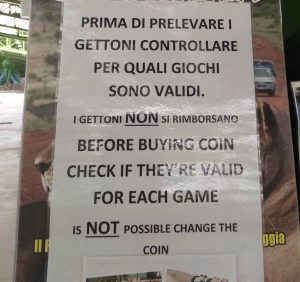 PRIMA DI PRELEVARE I
GETTONI CONTROLLARE
PER QUALI GIOCHI
SONO VALIDI.
I GETTONI NON SI RIMBORSANO
BEFORE BUYING COIN
CHECK IF THEY'RE VALID
FOR EACH GAME
IS NOT POSSIBLE CHANGE THE
COIN
Il